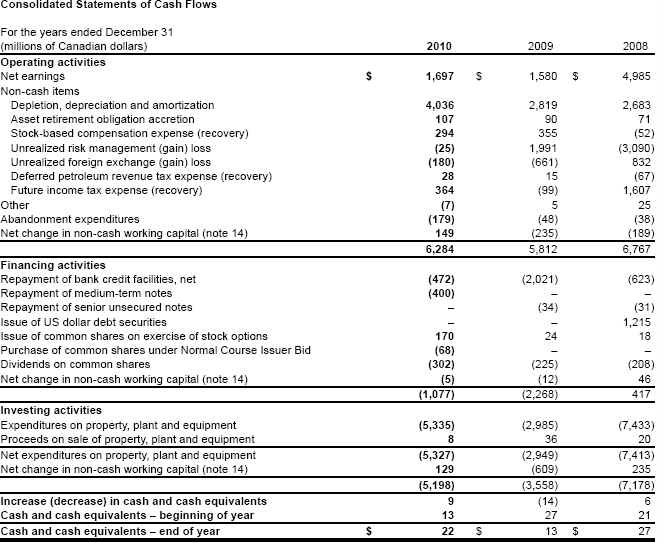 Consolidated Statements of Cash Flows
For the years ended December 31
(millions of Canadian dollars) 2010 2009 2008
Operating activities
Net earnings $ 1,697 $ 1,580 $ 4,985
Non-cash items
Depletion, depreciation and amortization 4,036 2,819 2,683
Asset retirement obligation accretion 107 90 71
Stock-based compensation expense (recovery) 294 355 (52)
Unrealized risk management (gain) loss (25) 1,991 (3,090)
Unrealized foreign exchange (gain) loss (180) (661) 832
Deferred petroleum revenue tax expense (recovery) 28 15 (67)
Future income tax expense (recovery) 364 (99) 1,607
Other (7) 5 25
Abandonment expenditures (179) (48) (38)
Net change in non-cash working capital (note 14) 149 (235) (189)
6,284 5,812 6,767
Financing activities
Repayment of bank credit facilities, net (472) (2,021) (623)
Repayment of medium-term notes (400) – –
Repayment of senior unsecured notes – (34) (31)
Issue of US dollar debt securities – – 1,215
Issue of common shares on exercise of stock options 170 24 18
Purchase of common shares under Normal Course Issuer Bid (68) – –
Dividends on common shares (302) (225) (208)
Net change in non-cash working capital (note 14) (5) (12) 46
(1,077) (2,268) 417
Investing activities
Expenditures on property, plant and equipment (5,335) (2,985) (7,433)
Proceeds on sale of property, plant and equipment 8 36 20
Net expenditures on property, plant and equipment (5,327) (2,949) (7,413)
Net change in non-cash working capital (note 14) 129 (609) 235
(5,198) (3,558) (7,178)
Increase (decrease) in cash and cash equivalents 9 (14) 6
Cash and cash equivalents – beginning of year 13 27 21
Cash and cash equivalents – end of year $ 22 $ 13 $ 27